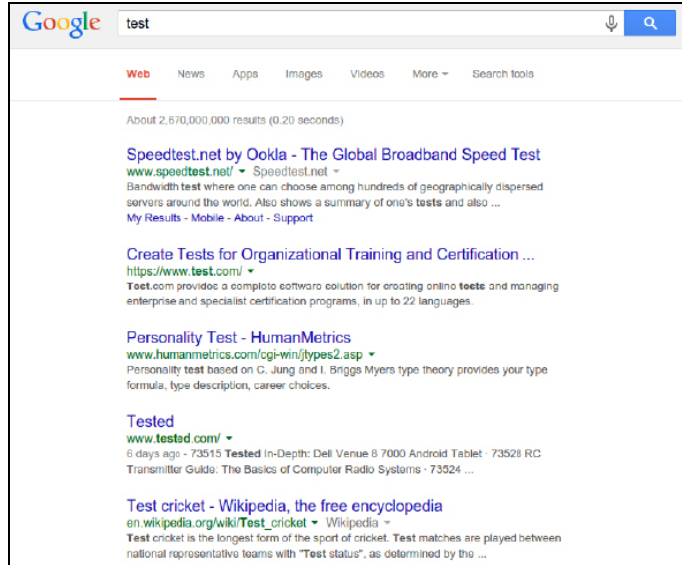 Google test
Web News Apps Images Videos More Search tools
About 2,670,000,000 results (0.20 seconds)
Speedtest.net by Ookla - The Global Broadband Speed Test
www.speedtest.net/ Speedtest.net
Bandwidth test where one can choose among hundreds of geographically dispersed
servers around the world. Also shows a summary of one's tests and also ...
My Results - Mobile - About - Support
Create Tests for Organizational Training and Certification ...
https://www.test.com/
Test.com provides a complete software solution for creating online tests and managing
enterprise and specialist certification programs, in up to 22 languages.
Personality Test - HumanMetrics
www.humanmetrics.com/cgi-win/jtypes2.asp
Personality test based on C. Jung and I. Briggs Myers type theory provides your type
formula, type description, career choices.
Tested
www.tested.com/
6 days ago - 73515 Tested In-Depth: Dell Venue 8 7000 Android Tablet · 73528 RC
Transmitter Guide: The Basics of Computer Radio Systems · 73524 ...
Test cricket - Wikipedia, the free encyclopedia
en.wikipedia.org/wiki/Test_cricket Wikipedia
Test cricket is the longest form of the sport of cricket. Test matches are played between
national representative teams with "Test status", as determined by the ...